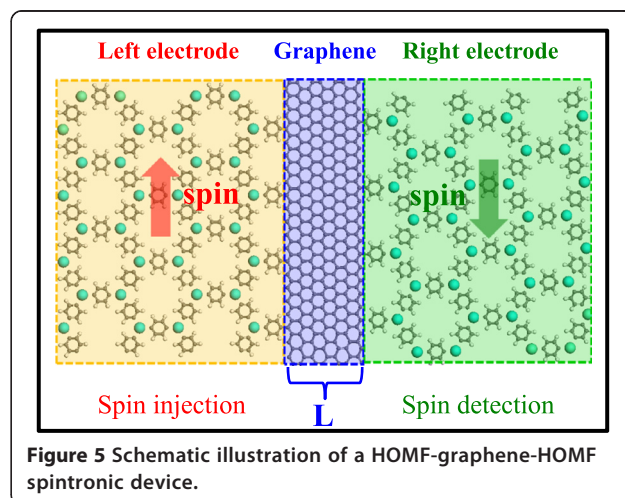 Left electrode Graphene Right electrode
spin spin
L
Spin injection Spin detection
Figure 5 Schematic illustration of a HOMF-graphene-HOMF
spintronic device.